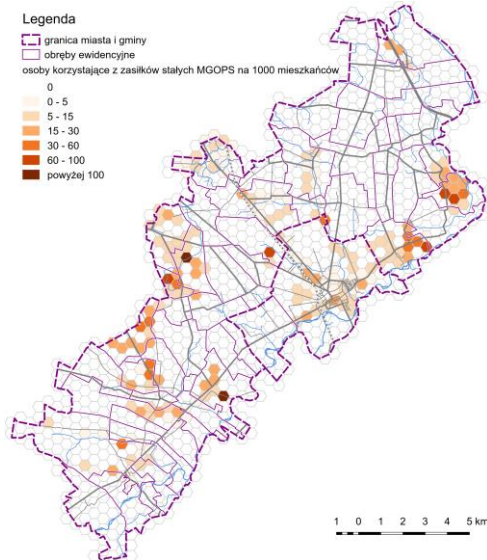 Legenda
granica miasta i gminy
obręby ewidencyjne
osoby korzystające z zasiłków stałych MGOPS na 1000 mieszkańców
0
0 - 5
5 - 15
15 - 30
30 - 60
60 - 100
powyżej 100
1 0 1 2 3 4 5 km